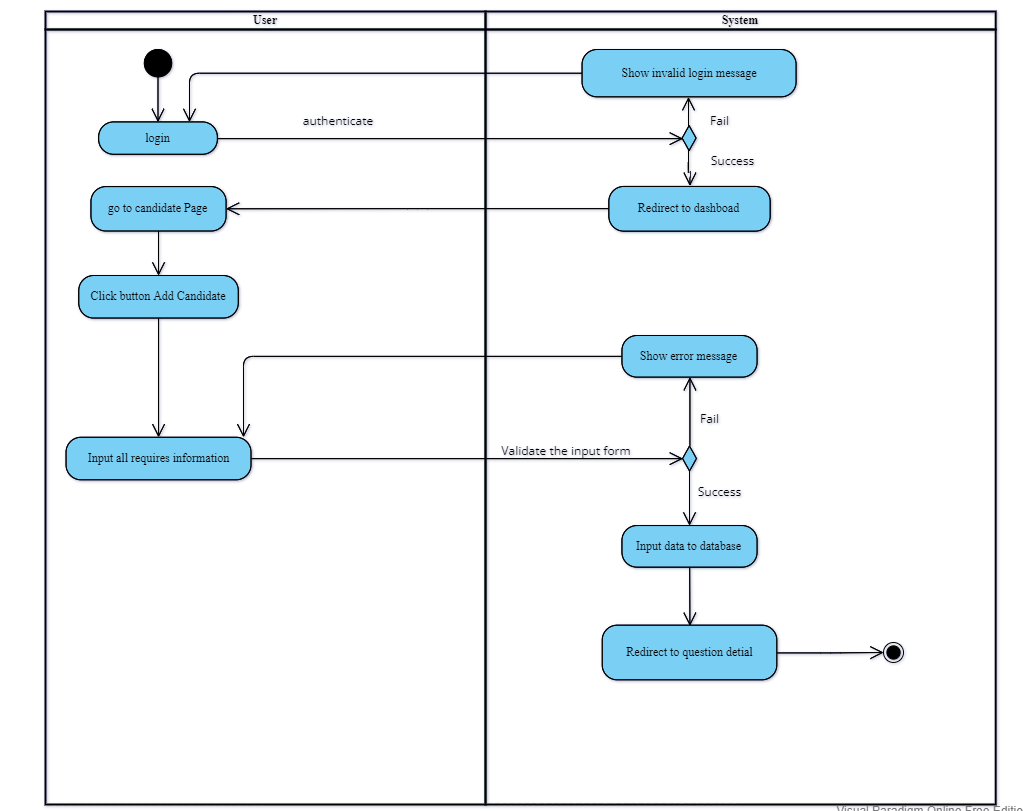 User
System
Show invalid login message
authenticate
Fail
login
Success
go to candidate Page
Redirect to dashboad
Click button Add Candidate
Show error message
Fail
Validate the input form
Input all requires information
Success
Input data to database
Redirect to question detial
Visual Paradigm Online Free Editio